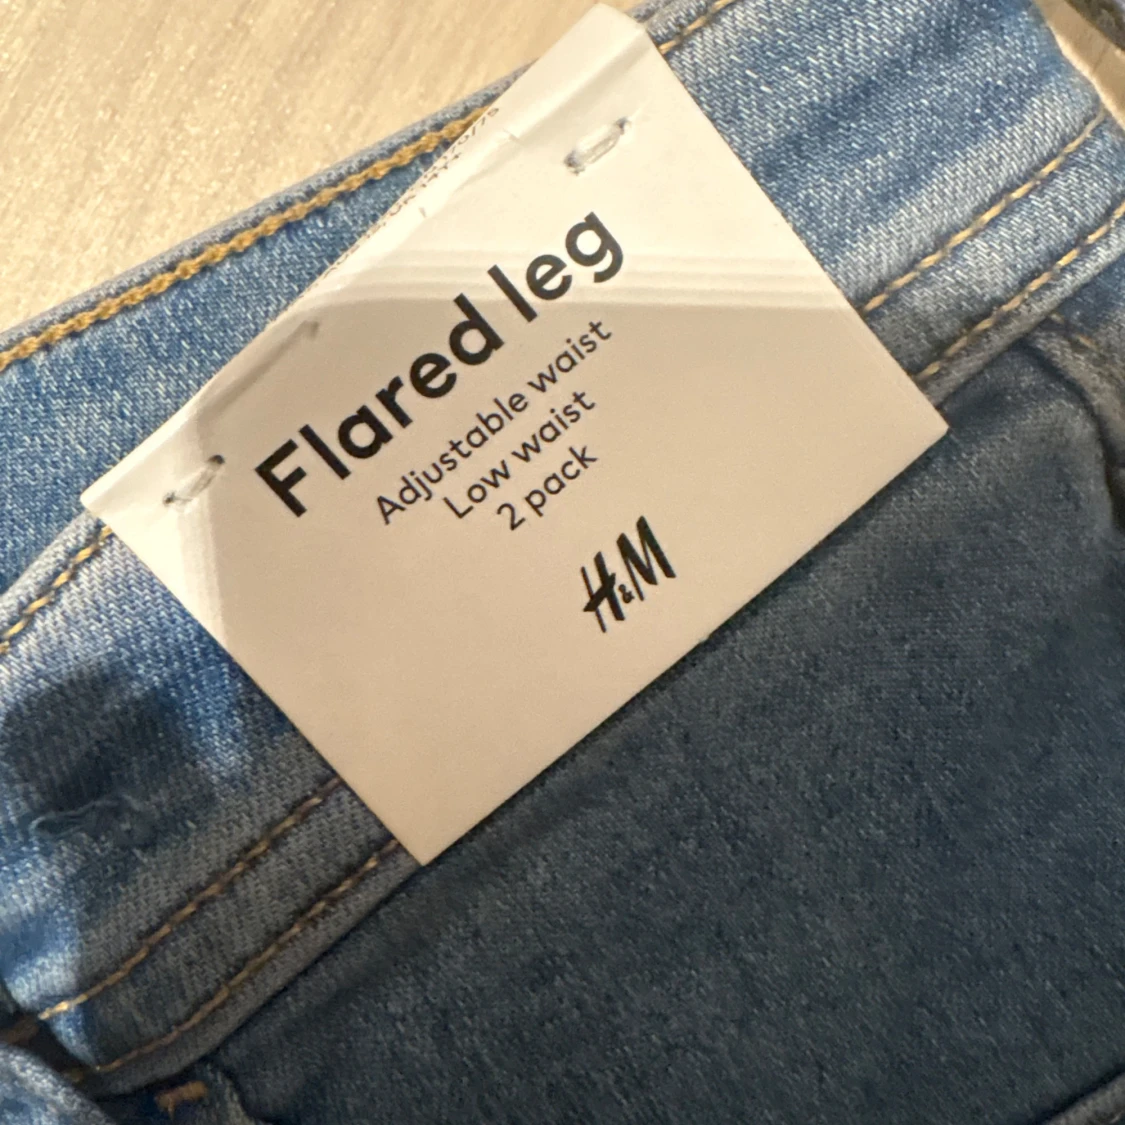 Flared leg
Adjustable waist
Low waist
2 pack
H&M